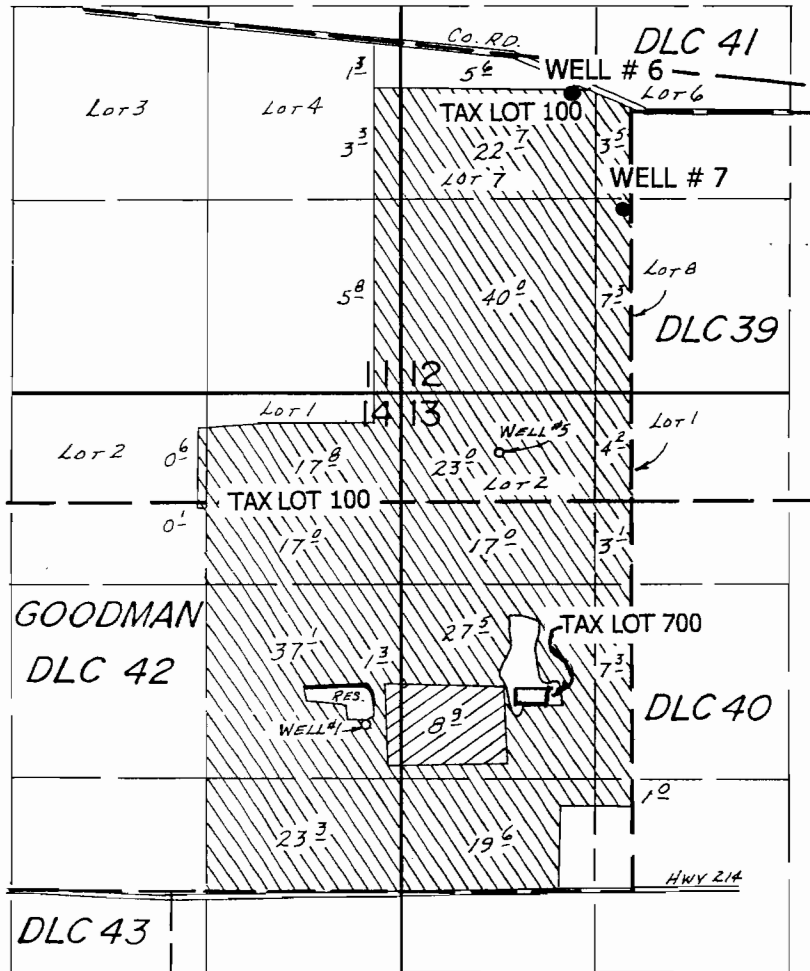 CO. RD.
DLC 41
1 3
5 6
WELL # 6
LOT 3
LOT 4
TAX LOT 100
LOT 6
3 3
22 7
3 5
LOT 7
WELL # 7
5 8
40 0
7 3
LOT 8
DLC 39
11 12
14 13
LOT 1
LOT 2
0 6
17 8
23 0
WELL #5
4 2
LOT 1
LOT 2
TAX LOT 100
0 1
17 0
17 0
3 1
GOODMAN
DLC 42
37 1
1 3
27 5
TAX LOT 700
7 3
RES.
WELL #1
8 9
DLC 40
1 0
23 3
19 6
HWY 214
DLC 43